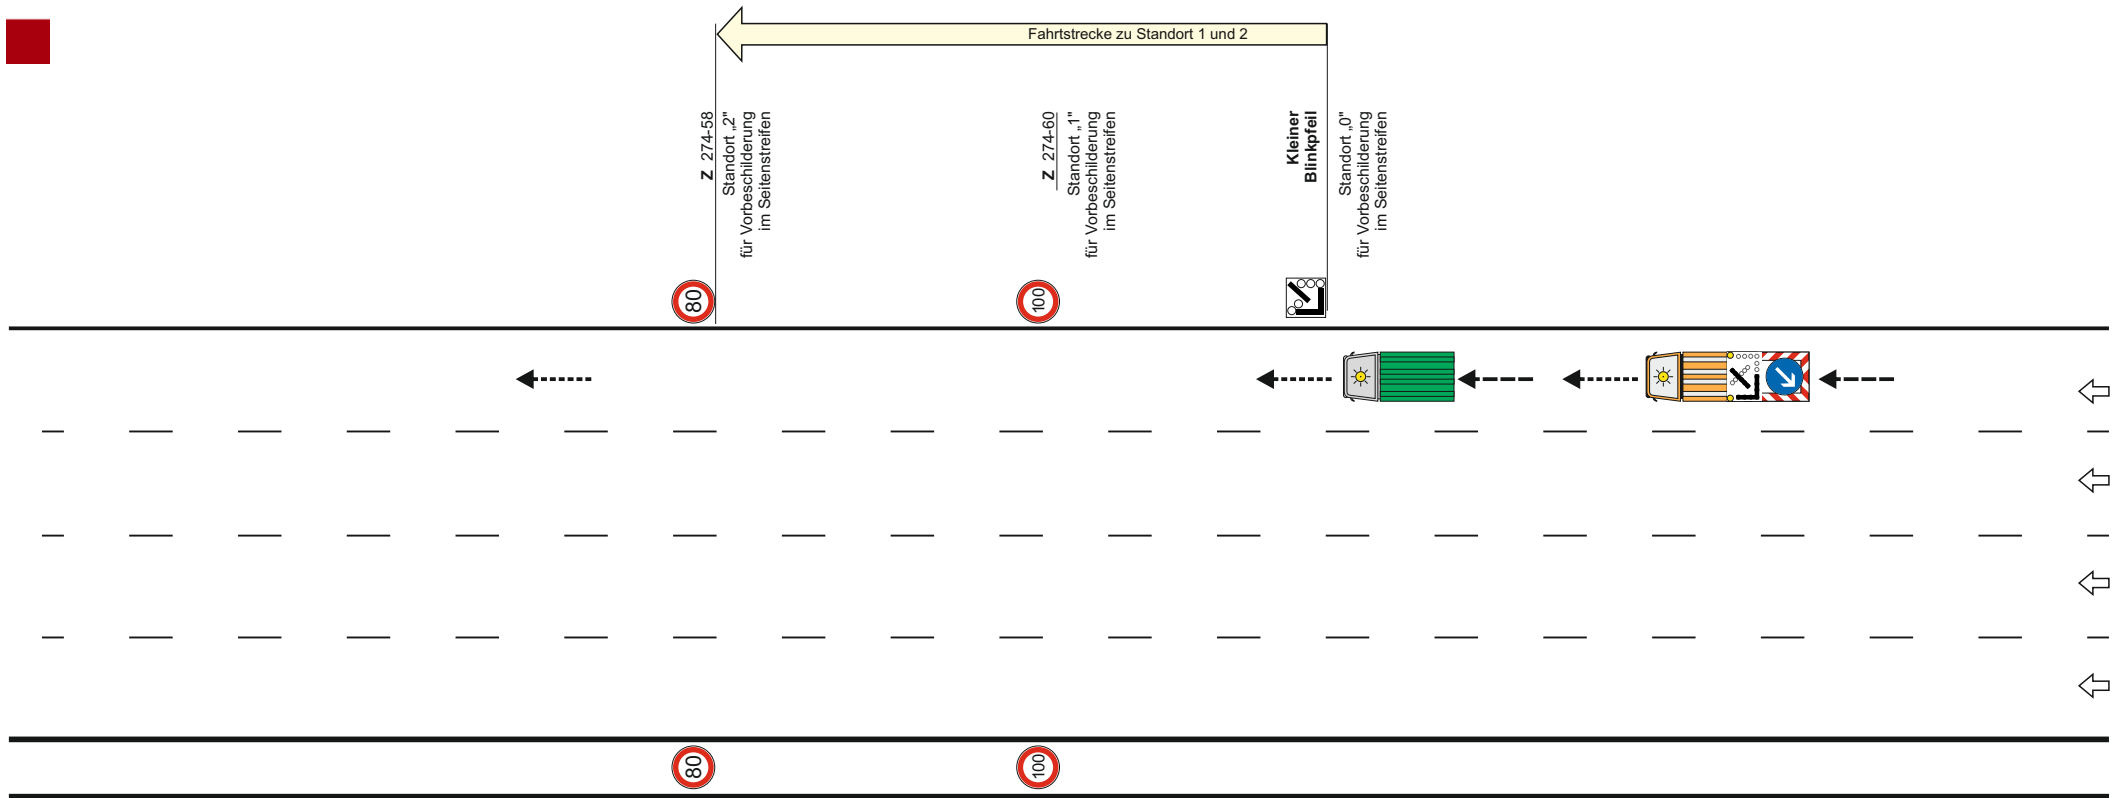 Fahrtstrecke zu Standort 1 und 2
Z 274-58
Standort „2"
für Vorbeschilderung
im Seitenstreifen
Z 274-60
Standort „1"
für Vorbeschilderung
im Seitenstreifen
Kleiner
Blinkpfeil
Standort „0"
für Vorbeschilderung
im Seitenstreifen
80
100
80
100